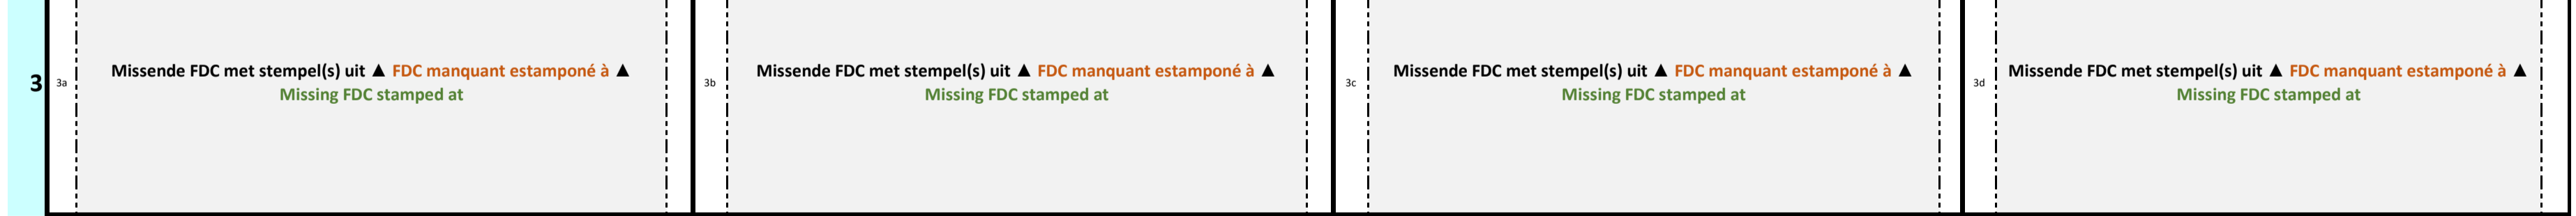 3
3a
Missende FDC met stempel(s) uit ▲ FDC manquant estamponé à ▲
Missing FDC stamped at
3b
Missende FDC met stempel(s) uit ▲ FDC manquant estamponé à ▲
Missing FDC stamped at
3c
Missende FDC met stempel(s) uit ▲ FDC manquant estamponé à ▲
Missing FDC stamped at
3d
Missende FDC met stempel(s) uit ▲ FDC manquant estamponé à ▲
Missing FDC stamped at